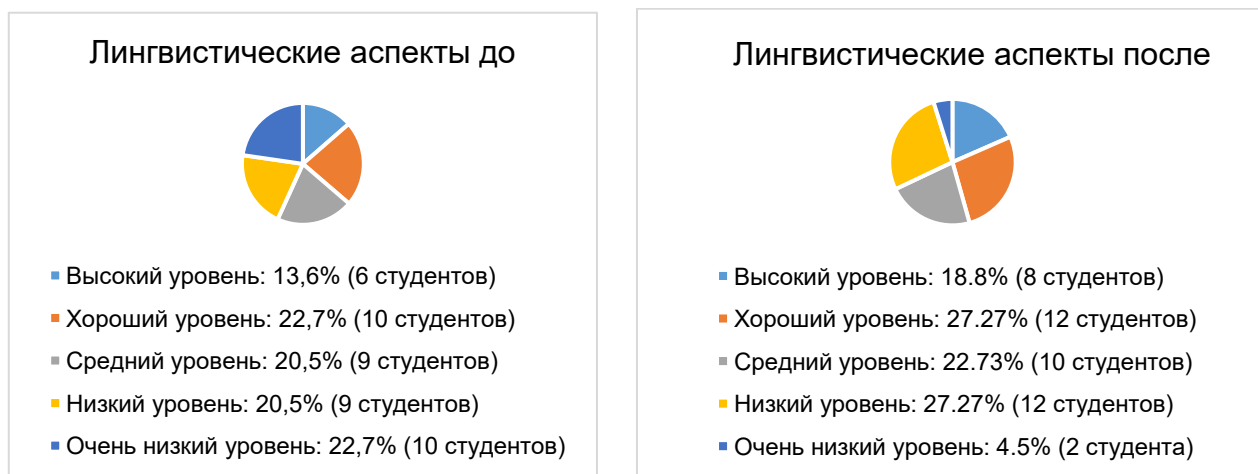 Лингвистические аспекты до
Высокий уровень: 13,6% (6 студентов)
Хороший уровень: 22,7% (10 студентов)
Средний уровень: 20,5% (9 студентов)
Низкий уровень: 20,5% (9 студентов)
Очень низкий уровень: 22,7% (10 студентов)
Лингвистические аспекты после
Высокий уровень: 18.8% (8 студентов)
Хороший уровень: 27.27% (12 студентов)
Средний уровень: 22.73% (10 студентов)
Низкий уровень: 27.27% (12 студентов)
Очень низкий уровень: 4.5% (2 студента)